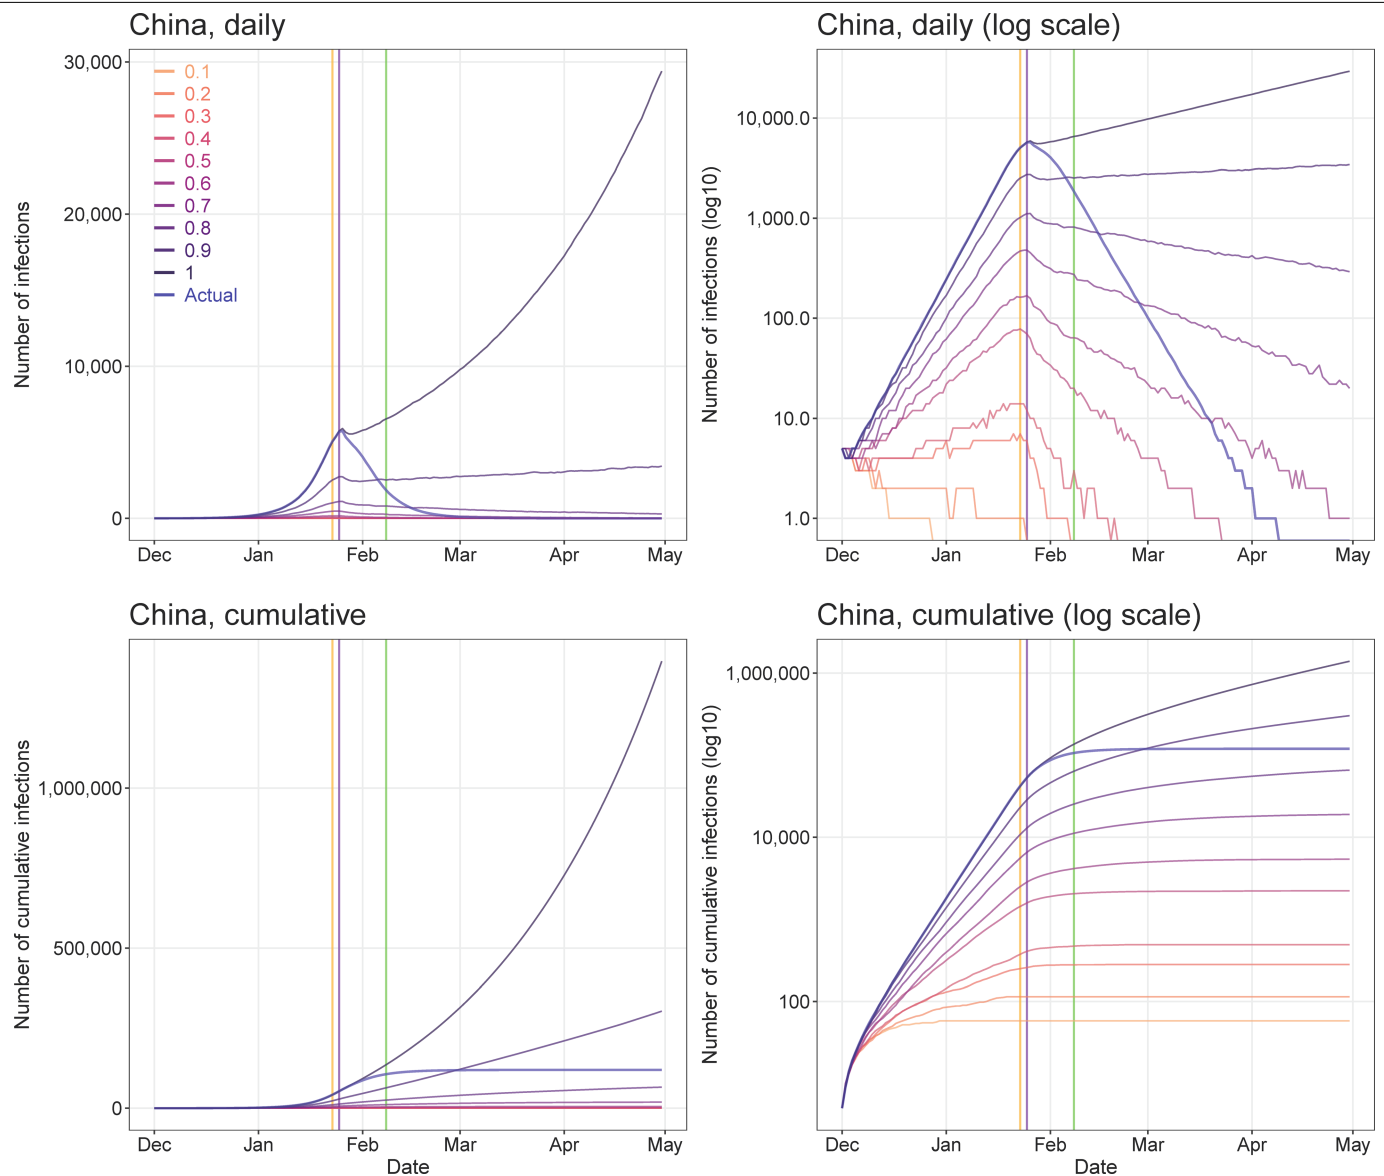 China, daily
Number of infections
30,000
20,000
10,000
0
0.1
0.2
0.3
0.4
0.5
0.6
0.7
0.8
0.9
1
Actual
Dec Jan Feb Mar Apr May
China, daily (log scale)
Number of infections (log10)
10,000.0
1,000.0
100.0
10.0
1.0
Dec Jan Feb Mar Apr May
China, cumulative
Number of cumulative infections
1,000,000
500,000
0
Dec Jan Feb Mar Apr May
Date
China, cumulative (log scale)
Number of cumulative infections (log10)
1,000,000
10,000
100
Dec Jan Feb Mar Apr May
Date